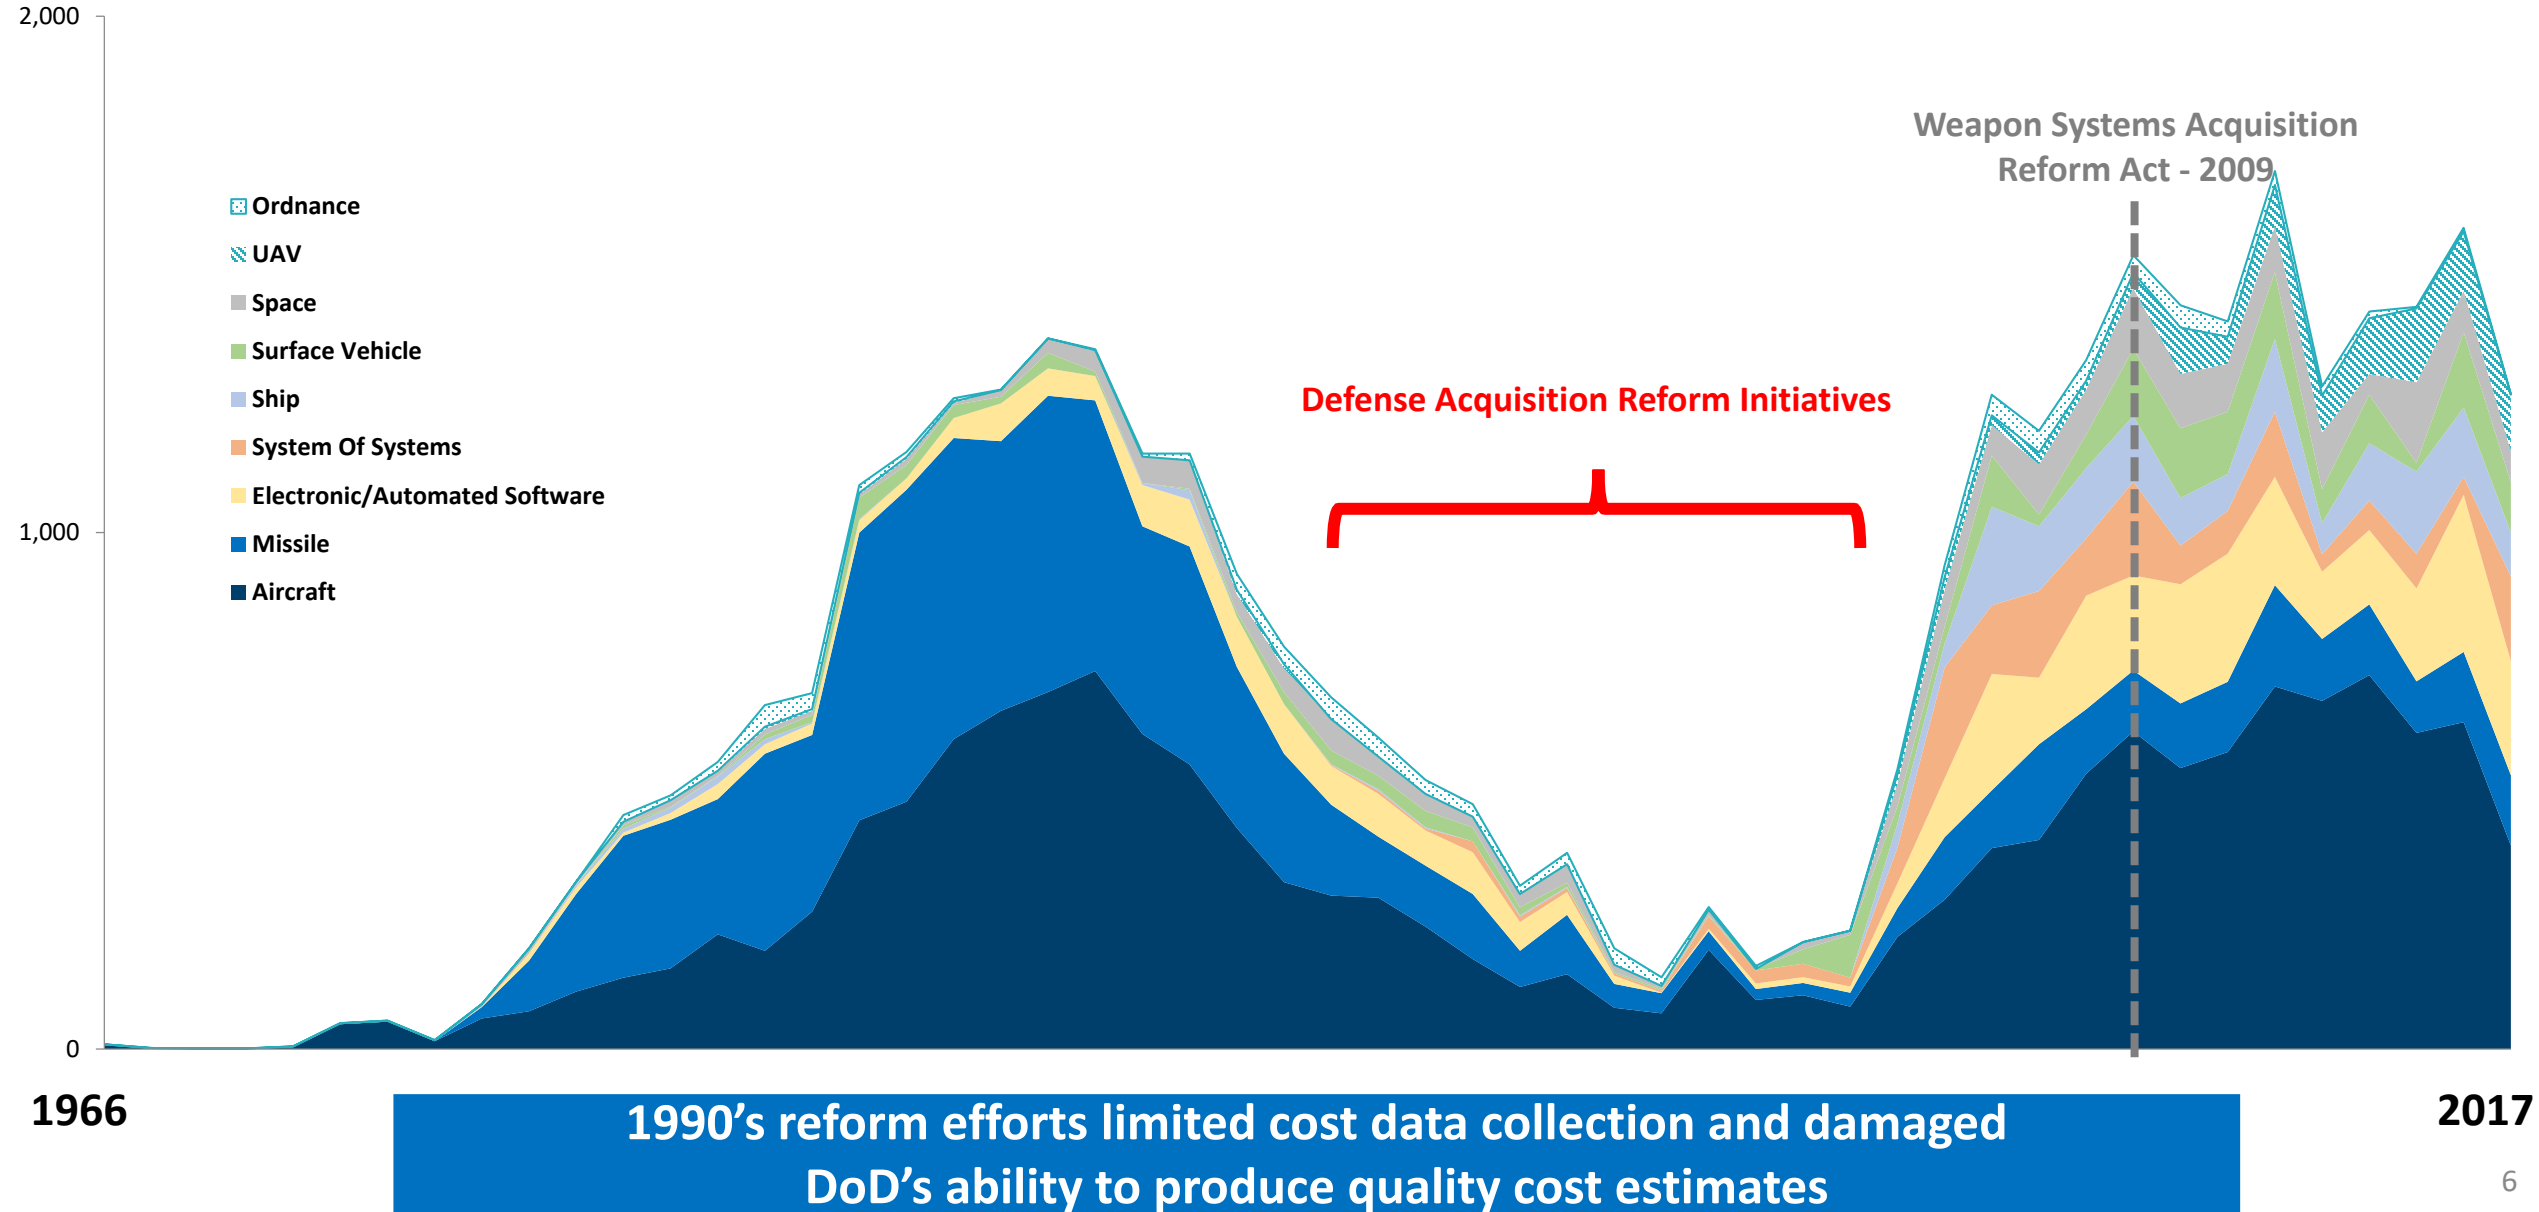 2,000
Weapon Systems Acquisition
Reform Act - 2009
Ordnance
UAV
Space
Surface Vehicle
Ship
System Of Systems
Electronic/Automated Software
Missile
Aircraft
Defense Acquisition Reform Initiatives
1,000
0
1966
2017
1990’s reform efforts limited cost data collection and damaged
DoD’s ability to produce quality cost estimates
6